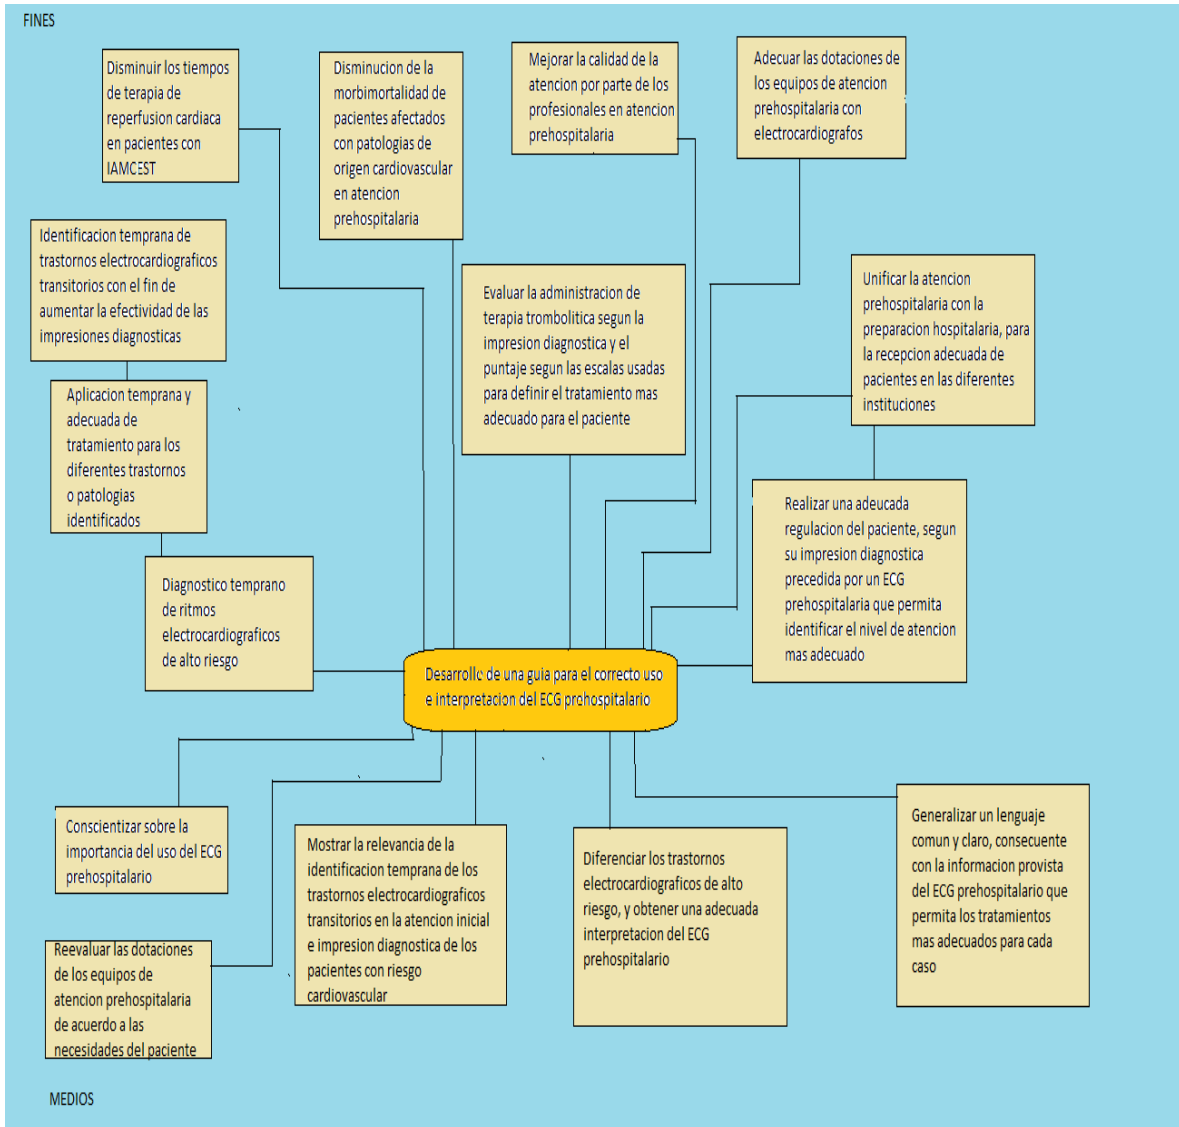 FINES
Disminuir los tiempos
de terapia de
reperfusion cardiaca
en pacientes con
IAMCEST
Disminucion de la
morbimortalidad de
pacientes afectados
con patologias de
origen cardiovascular
en atencion
prehospitalaria
Mejorar la calidad de la
atencion por parte de los
profesionales en atencion
prehospitalaria
Adecuar las dotaciones de
los equipos de atencion
prehospitalaria con
electrocardiografos
Identificacion temprana de
trastornos electrocardiograficos
transitorios con el fin de
aumentar la efectividad de las
impresiones diagnosticas
Evaluar la administracion de
terapia trombolitica segun la
impresion diagnostica y el
puntaje segun las escalas usadas
para definir el tratamiento mas
adecuado para el paciente
Unificar la atencion
prehospitalaria con la
preparacion hospitalaria, para
la recepcion adecuada de
pacientes en las diferentes
instituciones
Aplicacion temprana y
adecuada de
tratamiento para los
diferentes trastornos
o patologias
identificados
Realizar una adeucada
regulacion del paciente, segun
su impresion diagnostica
precedida por un ECG
prehospitalaria que permita
identificar el nivel de atencion
mas adecuado
Diagnostico temprano
de ritmos
electrocardiograficos
de alto riesgo
Desarrollo de una guia para el correcto uso
e interpretacion del ECG prehospitalario
Conscientizar sobre la
importancia del uso del ECG
prehospitalario
Mostrar la relevancia de la
identificacion temprana de los
trastornos electrocardiograficos
transitorios en la atencion inicial
e impresion diagnostica de los
pacientes con riesgo
cardiovascular
Diferenciar los trastornos
electrocardiograficos de alto
riesgo, y obtener una adecuada
interpretacion del ECG
prehospitalario
Generalizar un lenguaje
comun y claro, consecuente
con la informacion provista
del ECG prehospitalario que
permita los tratamientos
mas adecuados para cada
caso
Reevaluar las dotaciones
de los equipos de
atencion prehospitalaria
de acuerdo a las
necesidades del paciente
MEDIOS